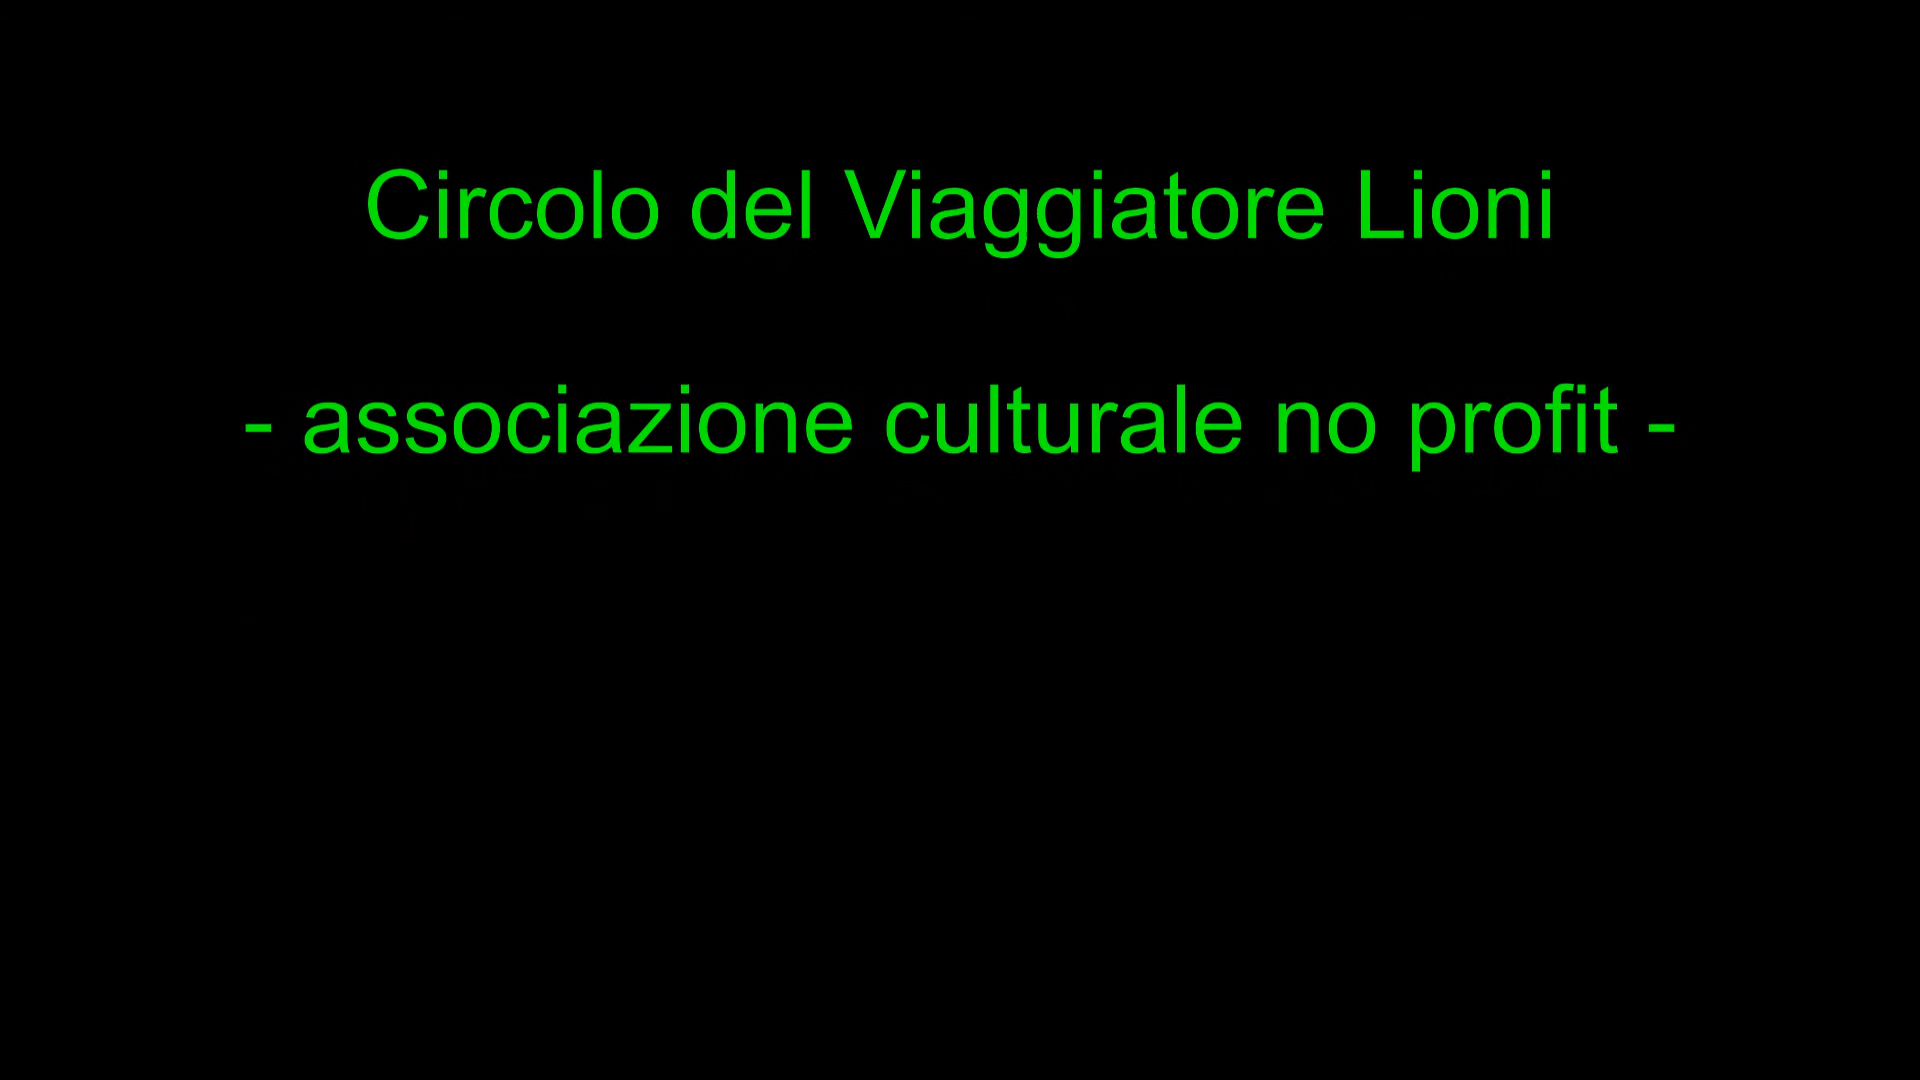 Circolo del Viaggiatore Lioni
- associazione culturale no profit -